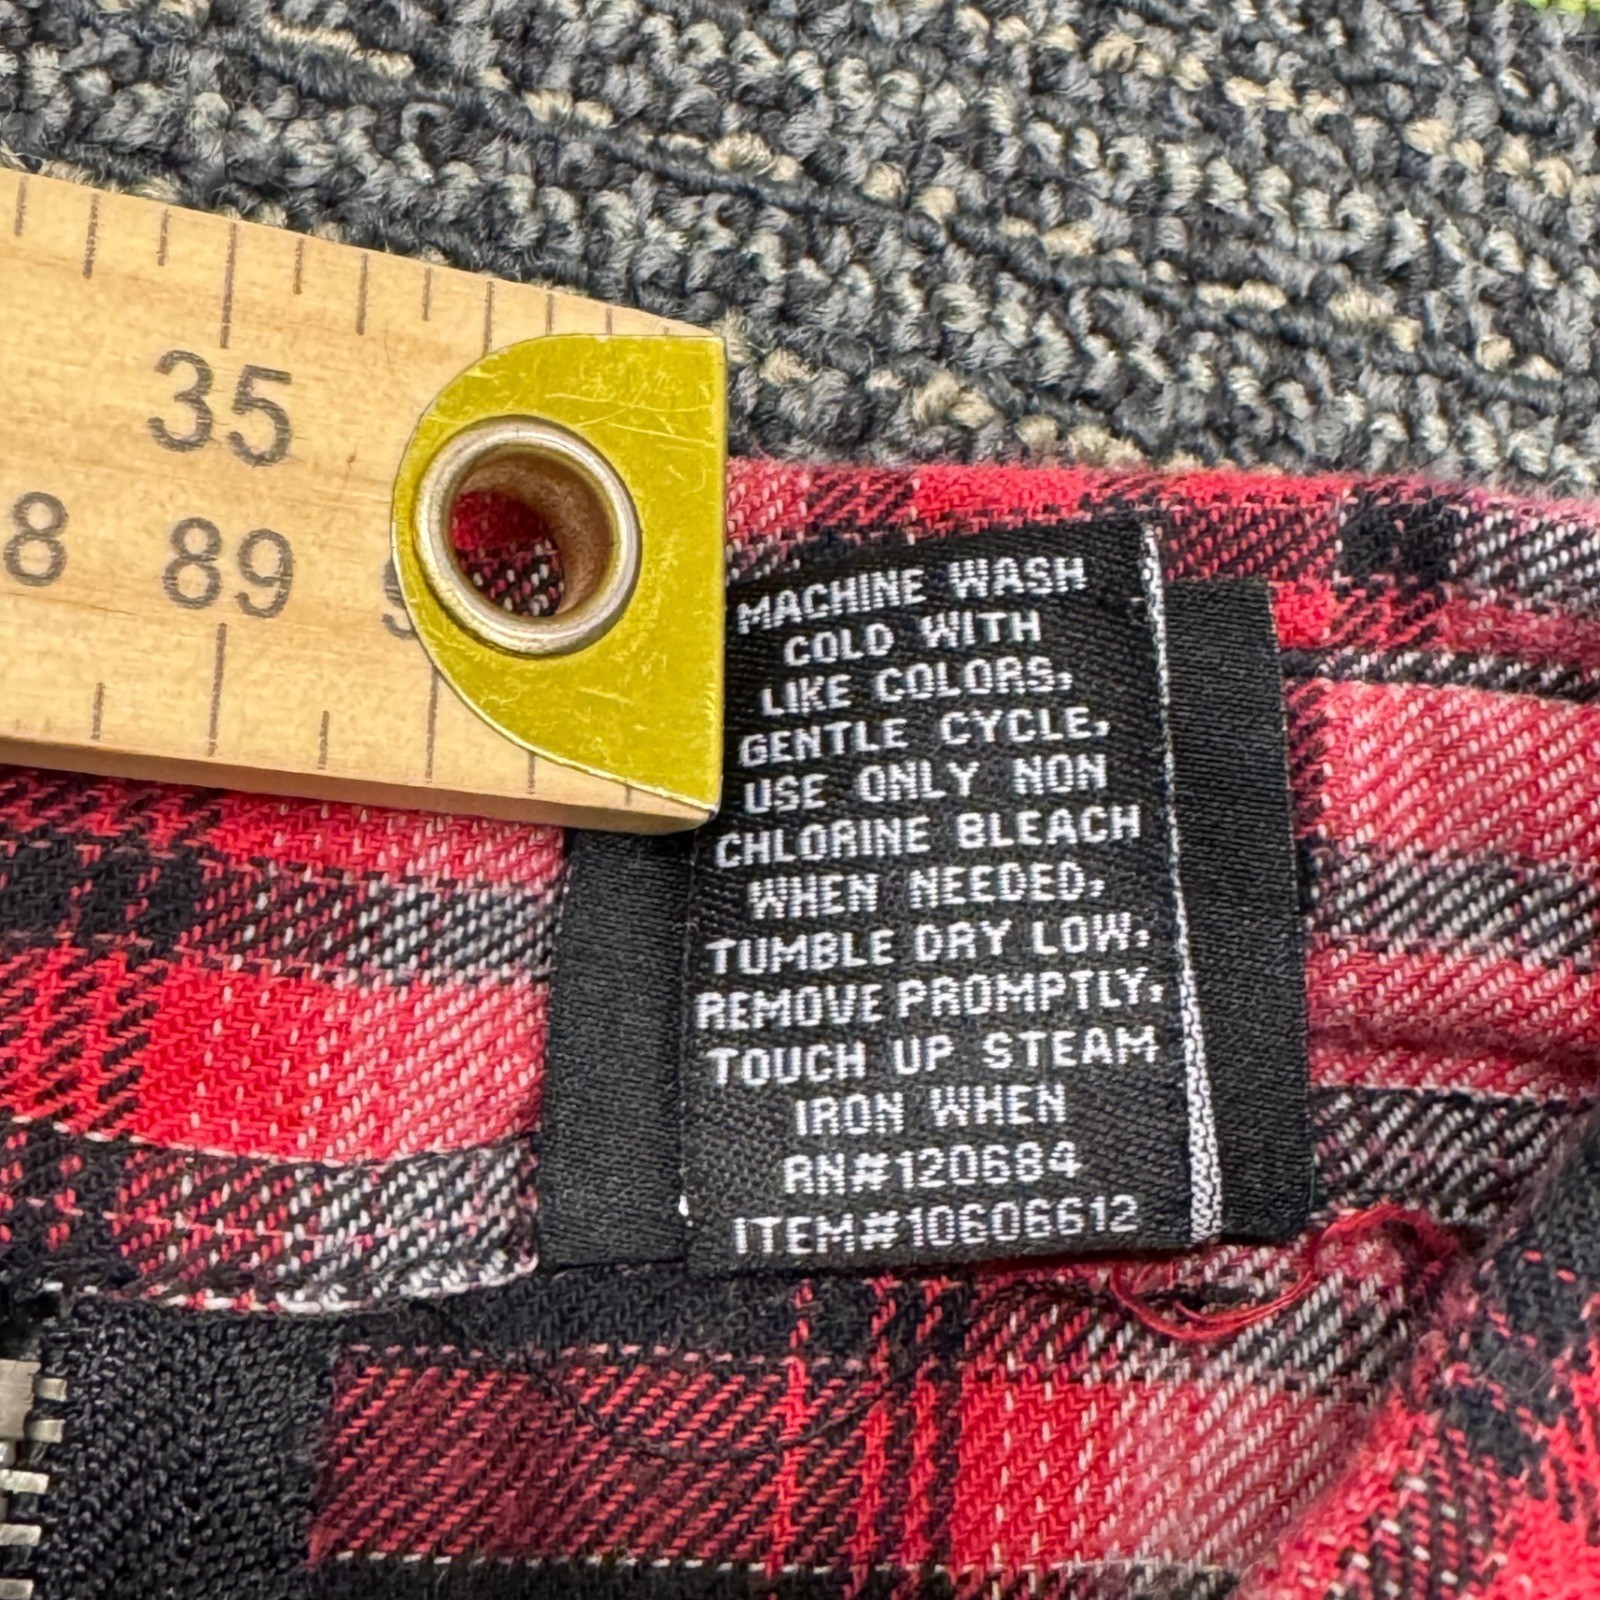 35
8 89 9
MACHINE WASH
COLD WITH
LIKE COLORS,
GENTLE CYCLE,
USE ONLY NON
CHLORINE BLEACH
WHEN NEEDED,
TUMBLE DRY LOW,
REMOVE PROMPTLY,
TOUCH UP STEAM
IRON WHEN
RN#120684
ITEM#10606612